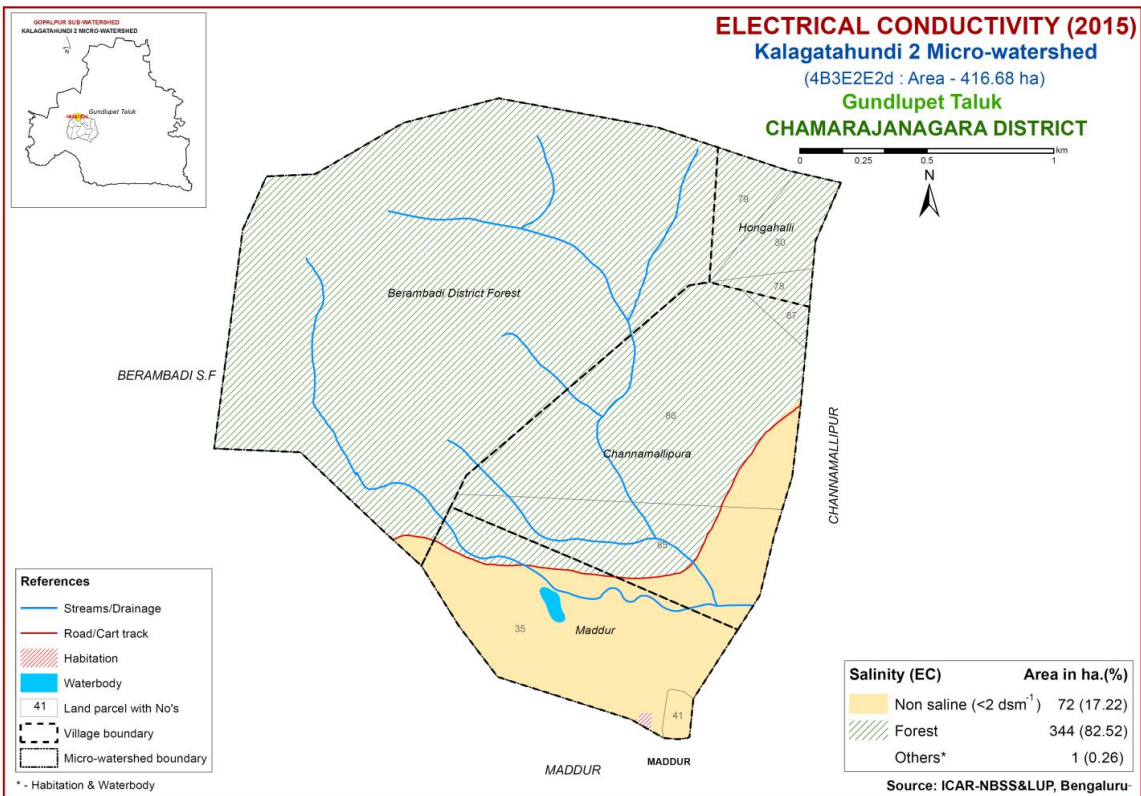 GOPALPUR SUB-WATERSHED
KALAGATAHUNDI 2 MICRO-WATERSHED
N
Gundlupet Taluk
ELECTRICAL CONDUCTIVITY (2015)
Kalagatahundi 2 Micro-watershed
(4B3E2E2d : Area - 416.68 ha)
Gundlupet Taluk
CHAMARAJANAGARA DISTRICT
km
0 0.25 0.5 1
N
79
Hongahalli
80
78
87
Berambadi District Forest
BERAMBADI S.F
86
Channamallipura
CHANNAMALLIPUR
85
35
Maddur
41
MADDUR
MADDUR
References
Streams/Drainage
Road/Cart track
Habitation
Waterbody
41 Land parcel with No's
Village boundary
Micro-watershed boundary
* - Habitation & Waterbody
Salinity (EC) Area in ha.(%)
Non saline (<2 dsm⁻¹) 72 (17.22)
Forest 344 (82.52)
Others* 1 (0.26)
Source: ICAR-NBSS&LUP, Bengaluru